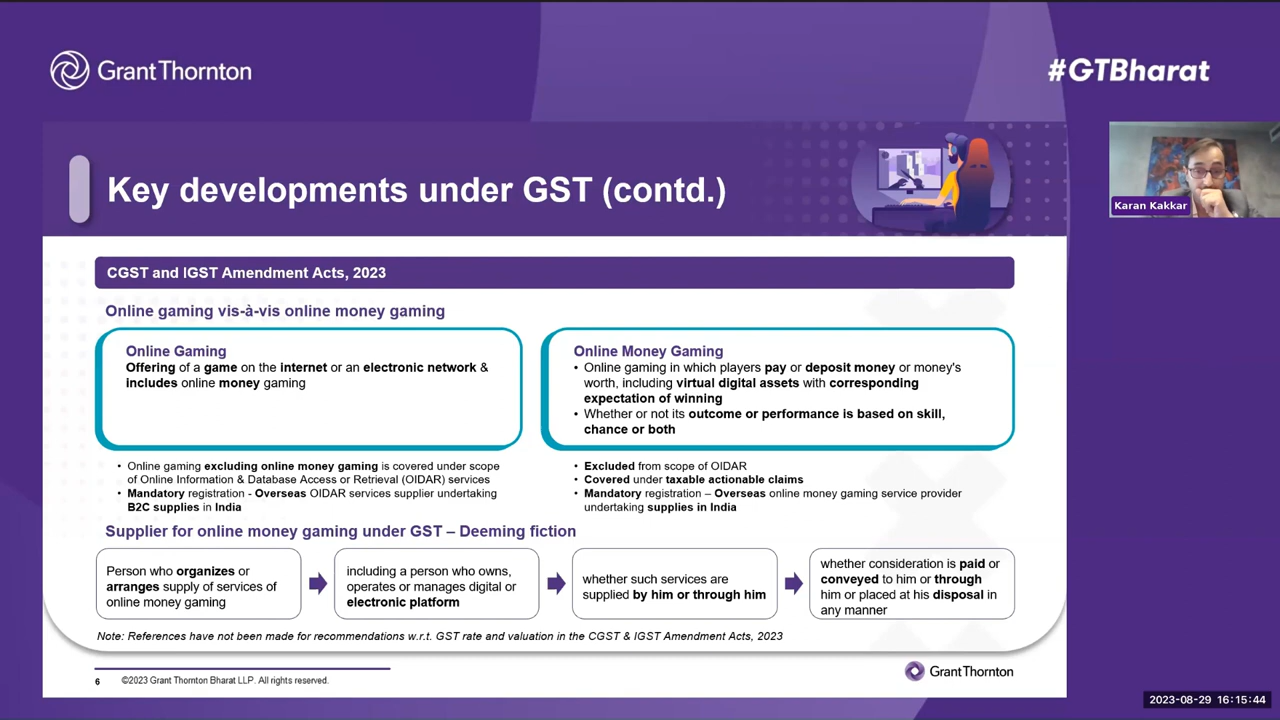 Grant Thornton
#GTBharat
Key developments under GST (contd.)
Karan Kakkar
CGST and IGST Amendment Acts, 2023
Online gaming vis-à-vis online money gaming
Online Gaming
Offering of a game on the internet or an electronic network &
includes online money gaming
Online Money Gaming
• Online gaming in which players pay or deposit money or money's
worth, including virtual digital assets with corresponding
expectation of winning
• Whether or not its outcome or performance is based on skill,
chance or both
• Online gaming excluding online money gaming is covered under scope
of Online Information & Database Access or Retrieval (OIDAR) services
• Mandatory registration - Overseas OIDAR services supplier undertaking
B2C supplies in India
• Excluded from scope of OIDAR
• Covered under taxable actionable claims
• Mandatory registration – Overseas online money gaming service provider
undertaking supplies in India
Supplier for online money gaming under GST – Deeming fiction
Person who organizes or
arranges supply of services of
online money gaming
including a person who owns,
operates or manages digital or
electronic platform
whether such services are
supplied by him or through him
whether consideration is paid or
conveyed to him or through
him or placed at his disposal in
any manner
Note: References have not been made for recommendations w.r.t. GST rate and valuation in the CGST & IGST Amendment Acts, 2023
6
©2023 Grant Thornton Bharat LLP. All rights reserved.
Grant Thornton
2023-08-29 16:15:44